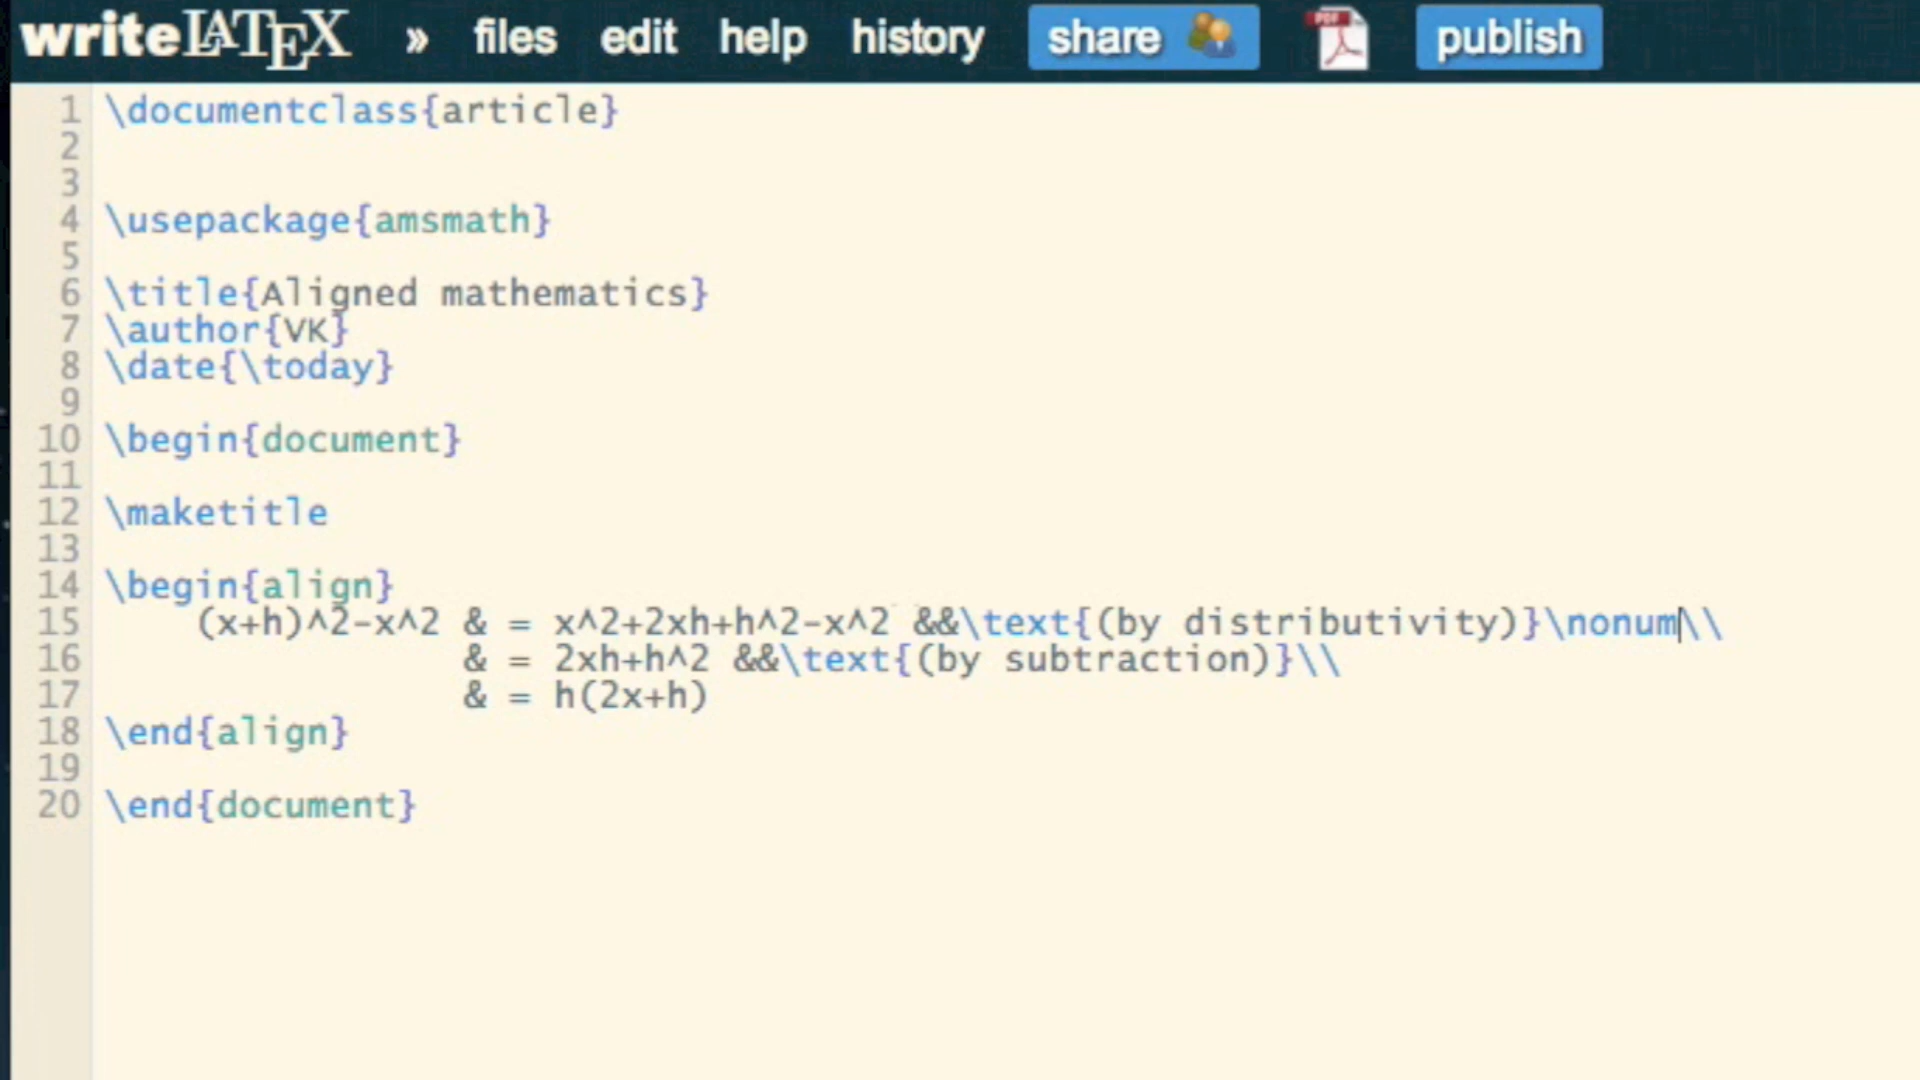 writeLATEX » files edit help history share PDF publish
1 \documentclass{article}
2
3
4 \usepackage{amsmath}
5
6 \title{Aligned mathematics}
7 \author{VK}
8 \date{\today}
9
10 \begin{document}
11
12 \maketitle
13
14 \begin{align}
15 (x+h)^2-x^2 & = x^2+2xh+h^2-x^2 &&\text{(by distributivity)}\nonum\\
16 & = 2xh+h^2 &&\text{(by subtraction)}\\
17 & = h(2x+h)
18 \end{align}
19
20 \end{document}